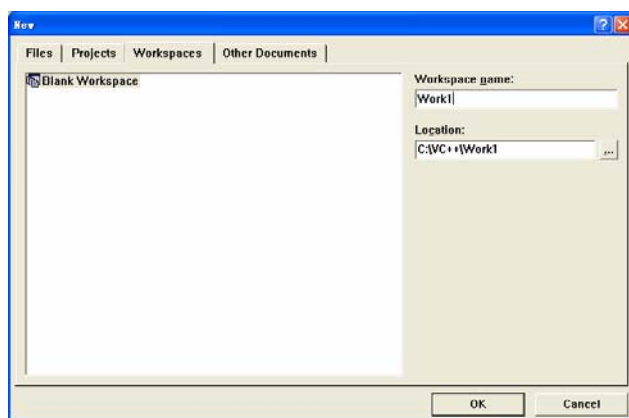 New
Files Projects Workspaces Other Documents
Blank Workspace
Workspace name:
Work1
Location:
C:\VC++\Work1
...
OK Cancel